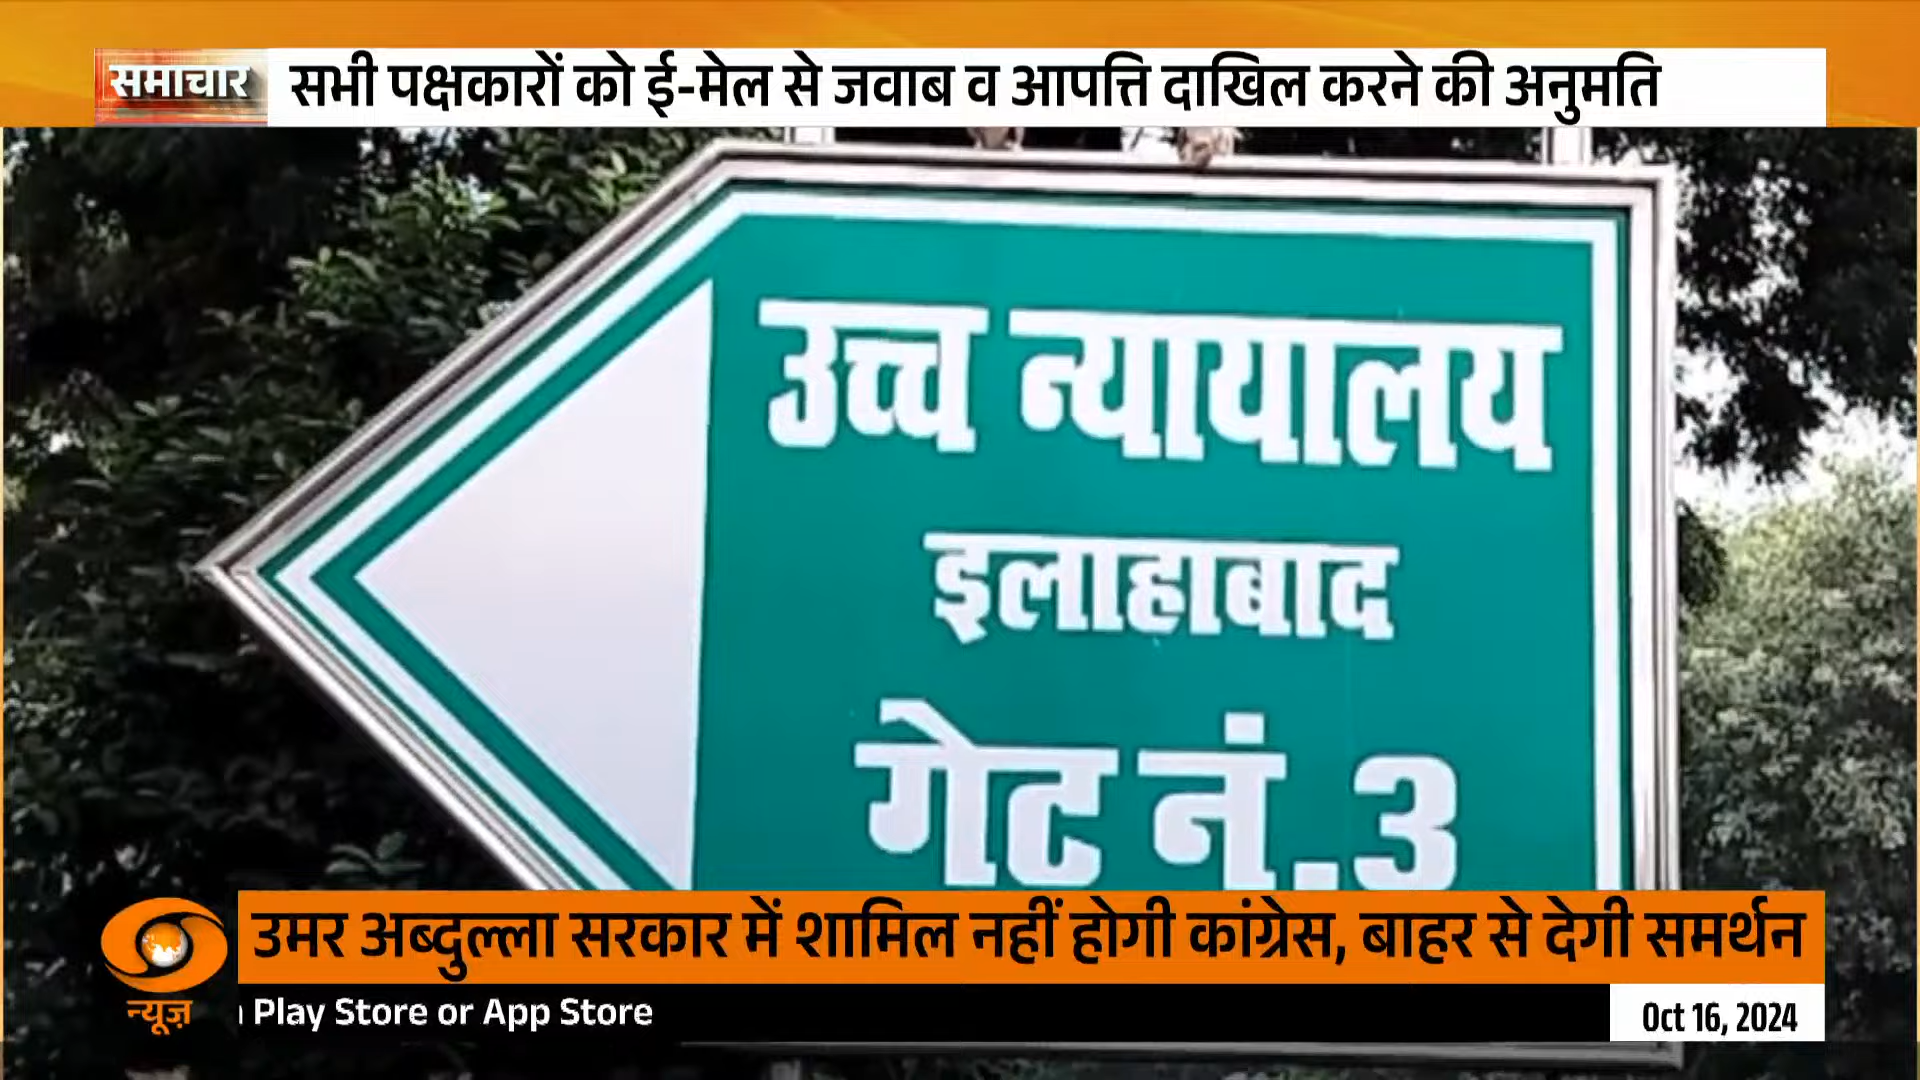 समाचार
सभी पक्षकारों को ई-मेल से जवाब व आपत्ति दाखिल करने की अनुमति
उच्च न्यायालय
इलाहाबाद
गेट नं.3
उमर अब्दुल्ला सरकार में शामिल नहीं होगी कांग्रेस, बाहर से देगी समर्थन
न्यूज़
Play Store or App Store
Oct 16, 2024